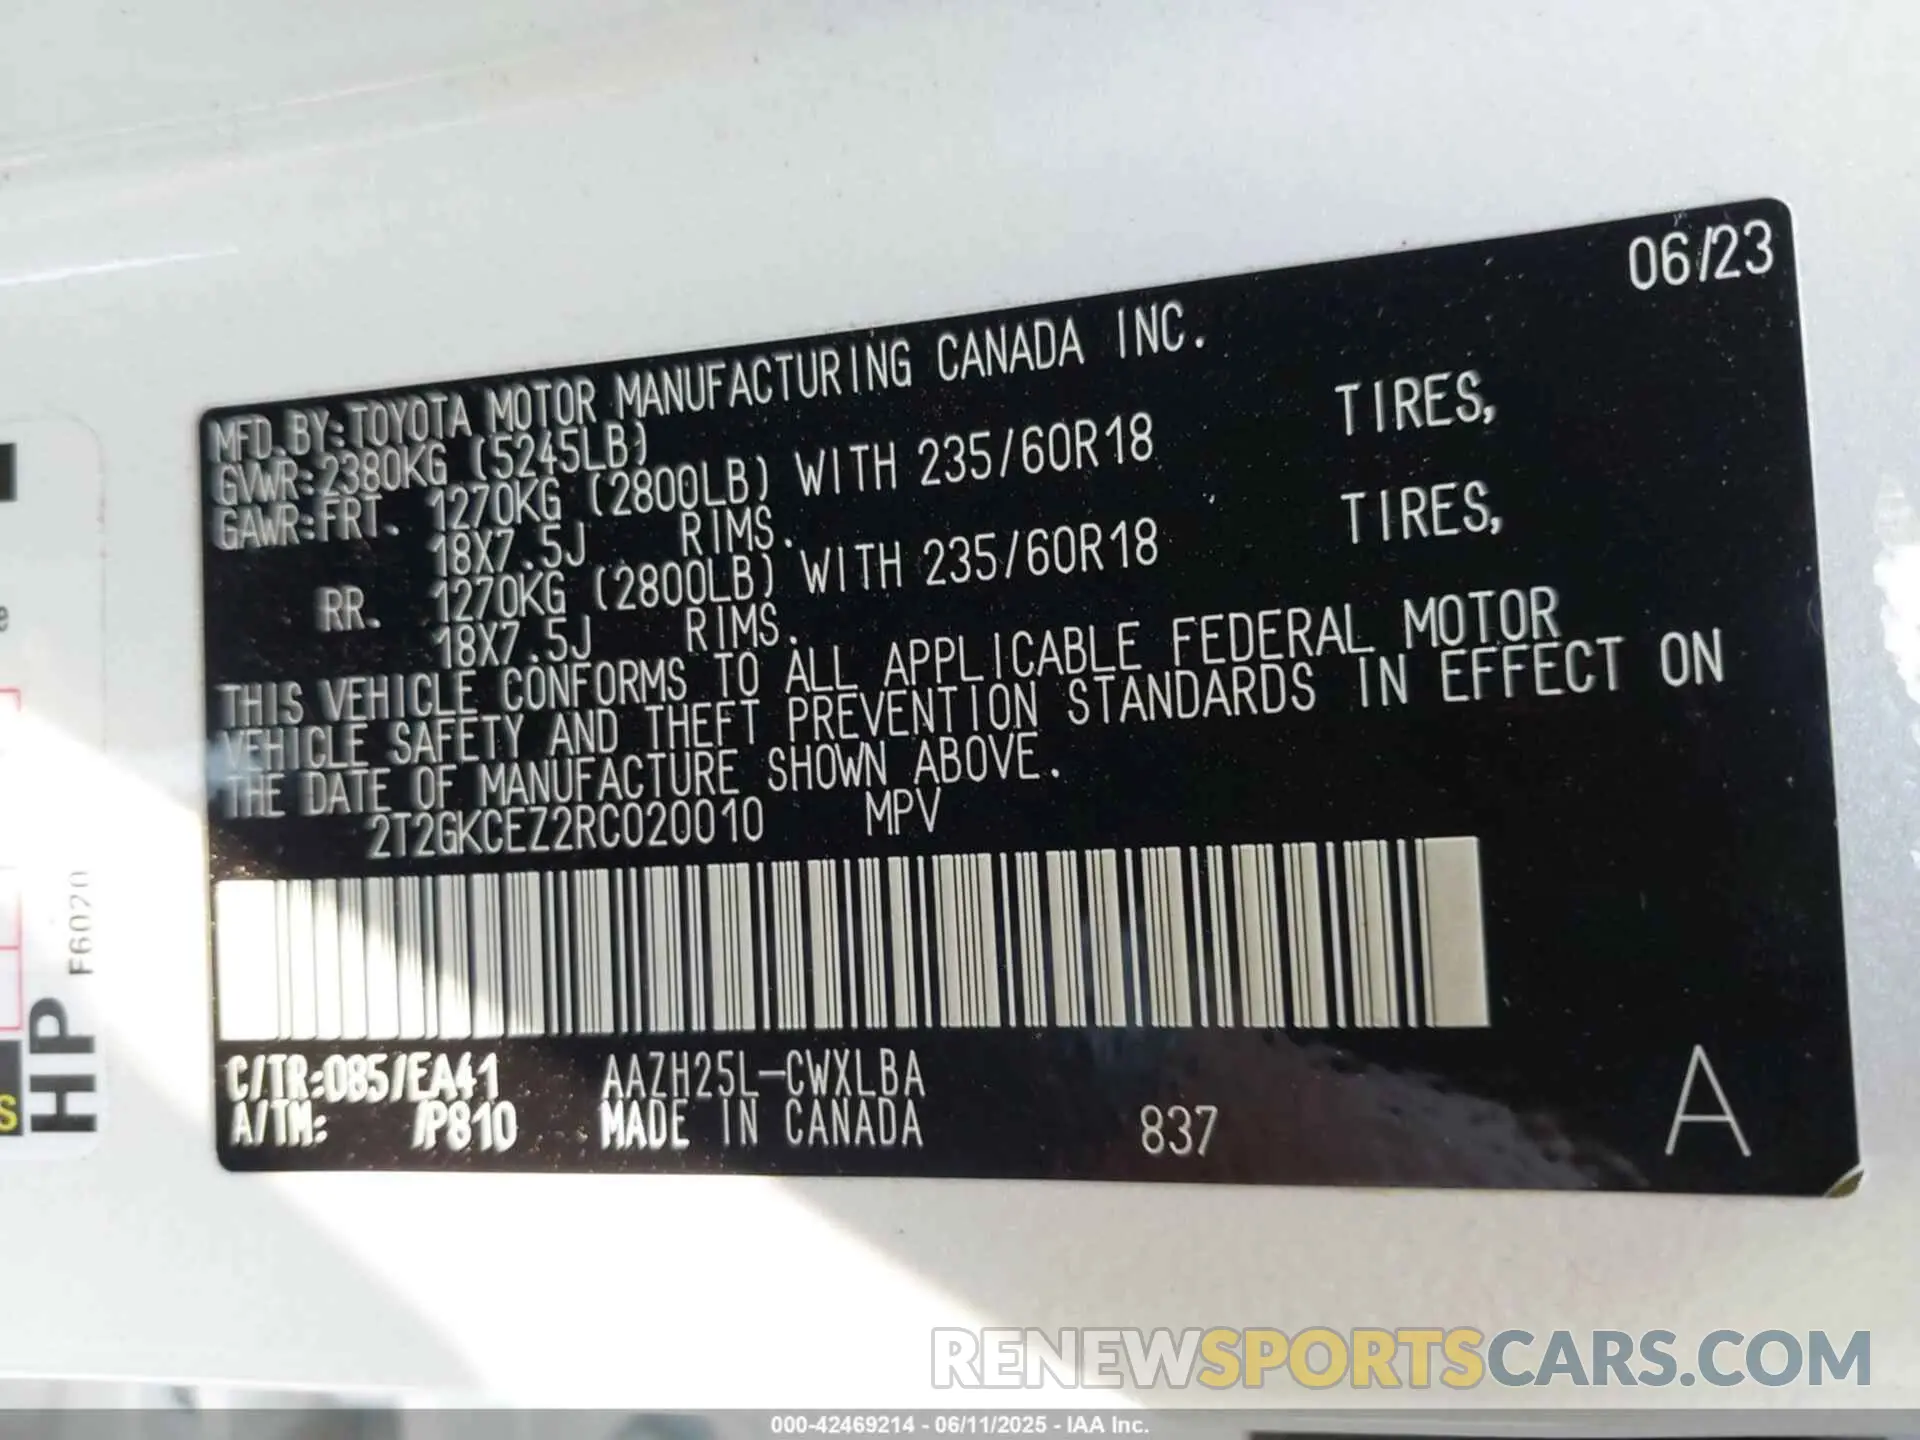 06/23
MFD.BY:TOYOTA MOTOR MANUFACTURING CANADA INC.
GVWR:2380KG (5245LB)
GAWR:FRT. 1270KG (2800LB) WITH 235/60R18 TIRES,
18X7.5J RIMS.
RR. 1270KG (2800LB) WITH 235/60R18 TIRES,
18X7.5J RIMS.
THIS VEHICLE CONFORMS TO ALL APPLICABLE FEDERAL MOTOR
VEHICLE SAFETY AND THEFT PREVENTION STANDARDS IN EFFECT ON
THE DATE OF MANUFACTURE SHOWN ABOVE.
2T2GKCEZ2RC020010 MPV
C/TR:085/EA41 AAZH25L-CWXLBA
A/TM: /P810 MADE IN CANADA 837 A
HP
F6020
RENEWSPORTSCARS.COM
000-42469214 - 06/11/2025 - IAA Inc.